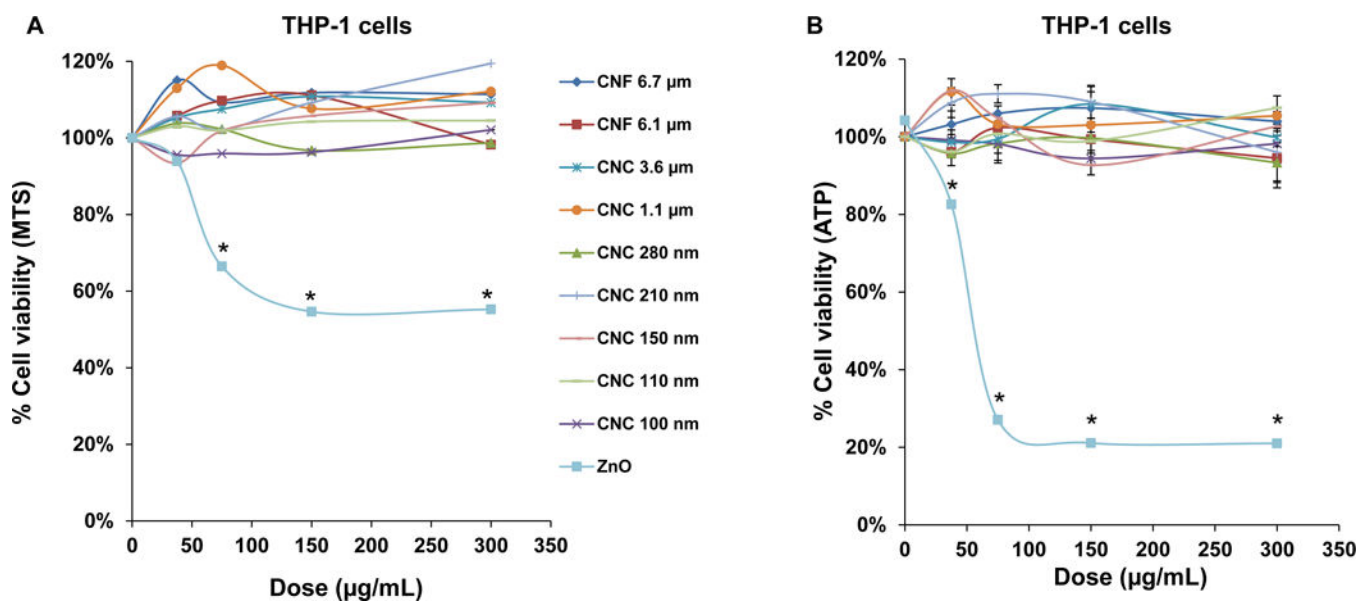 A
THP-1 cells
120%
100%
80%
60%
40%
20%
0%
% Cell viability (MTS)
*
*
*
0 50 100 150 200 250 300 350
Dose (µg/mL)
CNF 6.7 µm
CNF 6.1 µm
CNC 3.6 µm
CNC 1.1 µm
CNC 280 nm
CNC 210 nm
CNC 150 nm
CNC 110 nm
CNC 100 nm
ZnO
B
THP-1 cells
120%
100%
80%
60%
40%
20%
0%
% Cell viability (ATP)
*
*
*
*
0 50 100 150 200 250 300 350
Dose (µg/mL)